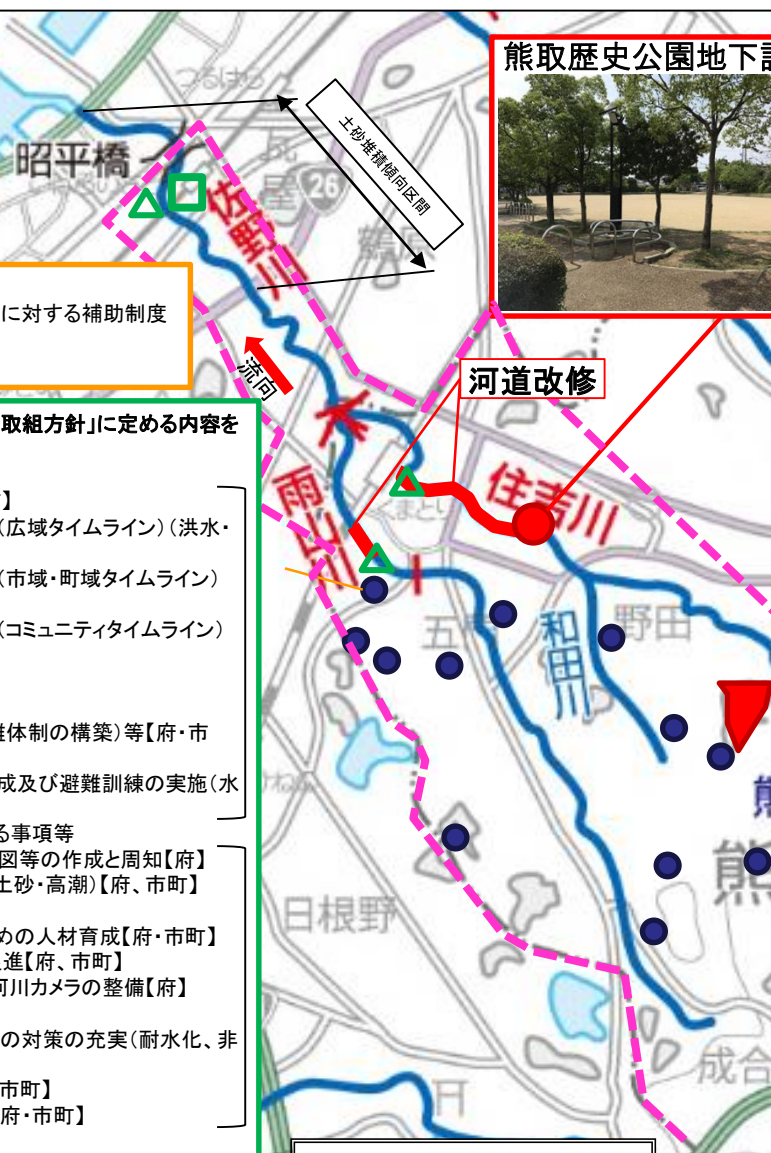 熊取歴史公園地下
つるはら
昭平橋
土砂堆積傾向区間
26
佐野川
鶴原
に対する補助制度
流向
河道改修
取組方針」に定める内容を
】
(広域タイムライン)(洪水・
(市域・町域タイムライン)
(コミュニティタイムライン)
体制の構築)等【府・市
成及び避難訓練の実施(水
る事項等
図等の作成と周知【府】
土砂・高潮)【府、市町】
めの人材育成【府・市町】
進【府、市町】
河川カメラの整備【府】
の対策の充実(耐水化、非
市町】
府・市町】
くまとり
住吉川
雨山川
五門
和田川
野田
熊
日根野
成合